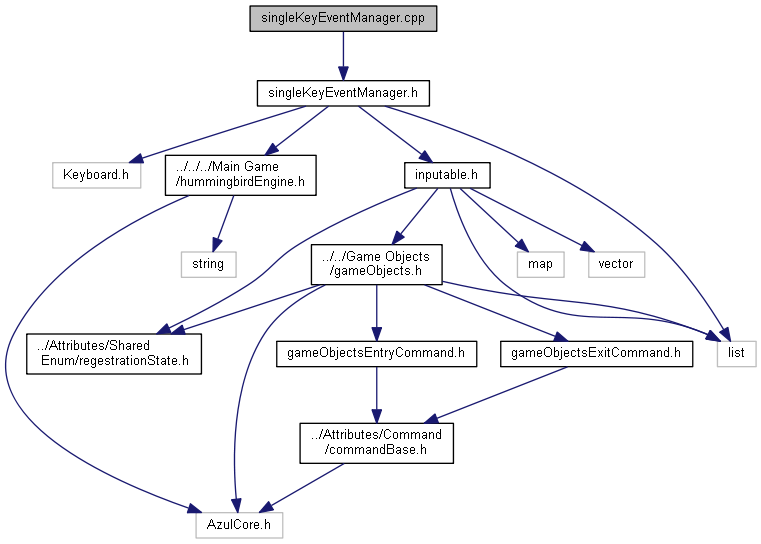 singleKeyEventManager.cpp
singleKeyEventManager.h
Keyboard.h
../../../Main Game
/hummingbirdEngine.h
inputable.h
string
../../Game Objects
/gameObjects.h
map
vector
../Attributes/Shared
Enum/regestrationState.h
gameObjectsEntryCommand.h
gameObjectsExitCommand.h
list
../Attributes/Command
/commandBase.h
AzulCore.h